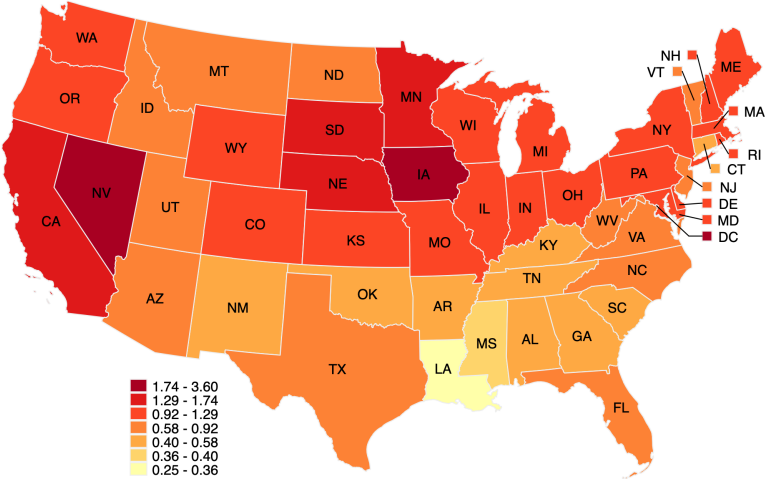 WA
NH
VT
ME
MT
ND
MN
OR
ID
SD
WI
NY
MA
WY
MI
RI
CT
IA
PA
NJ
NE
NV
OH
DE
UT
IL
IN
MD
CA
CO
WV
DC
KS
MO
KY
VA
NC
TN
AZ
OK
NM
AR
SC
MS
AL
GA
TX
LA
FL
1.74 - 3.60
1.29 - 1.74
0.92 - 1.29
0.58 - 0.92
0.40 - 0.58
0.36 - 0.40
0.25 - 0.36